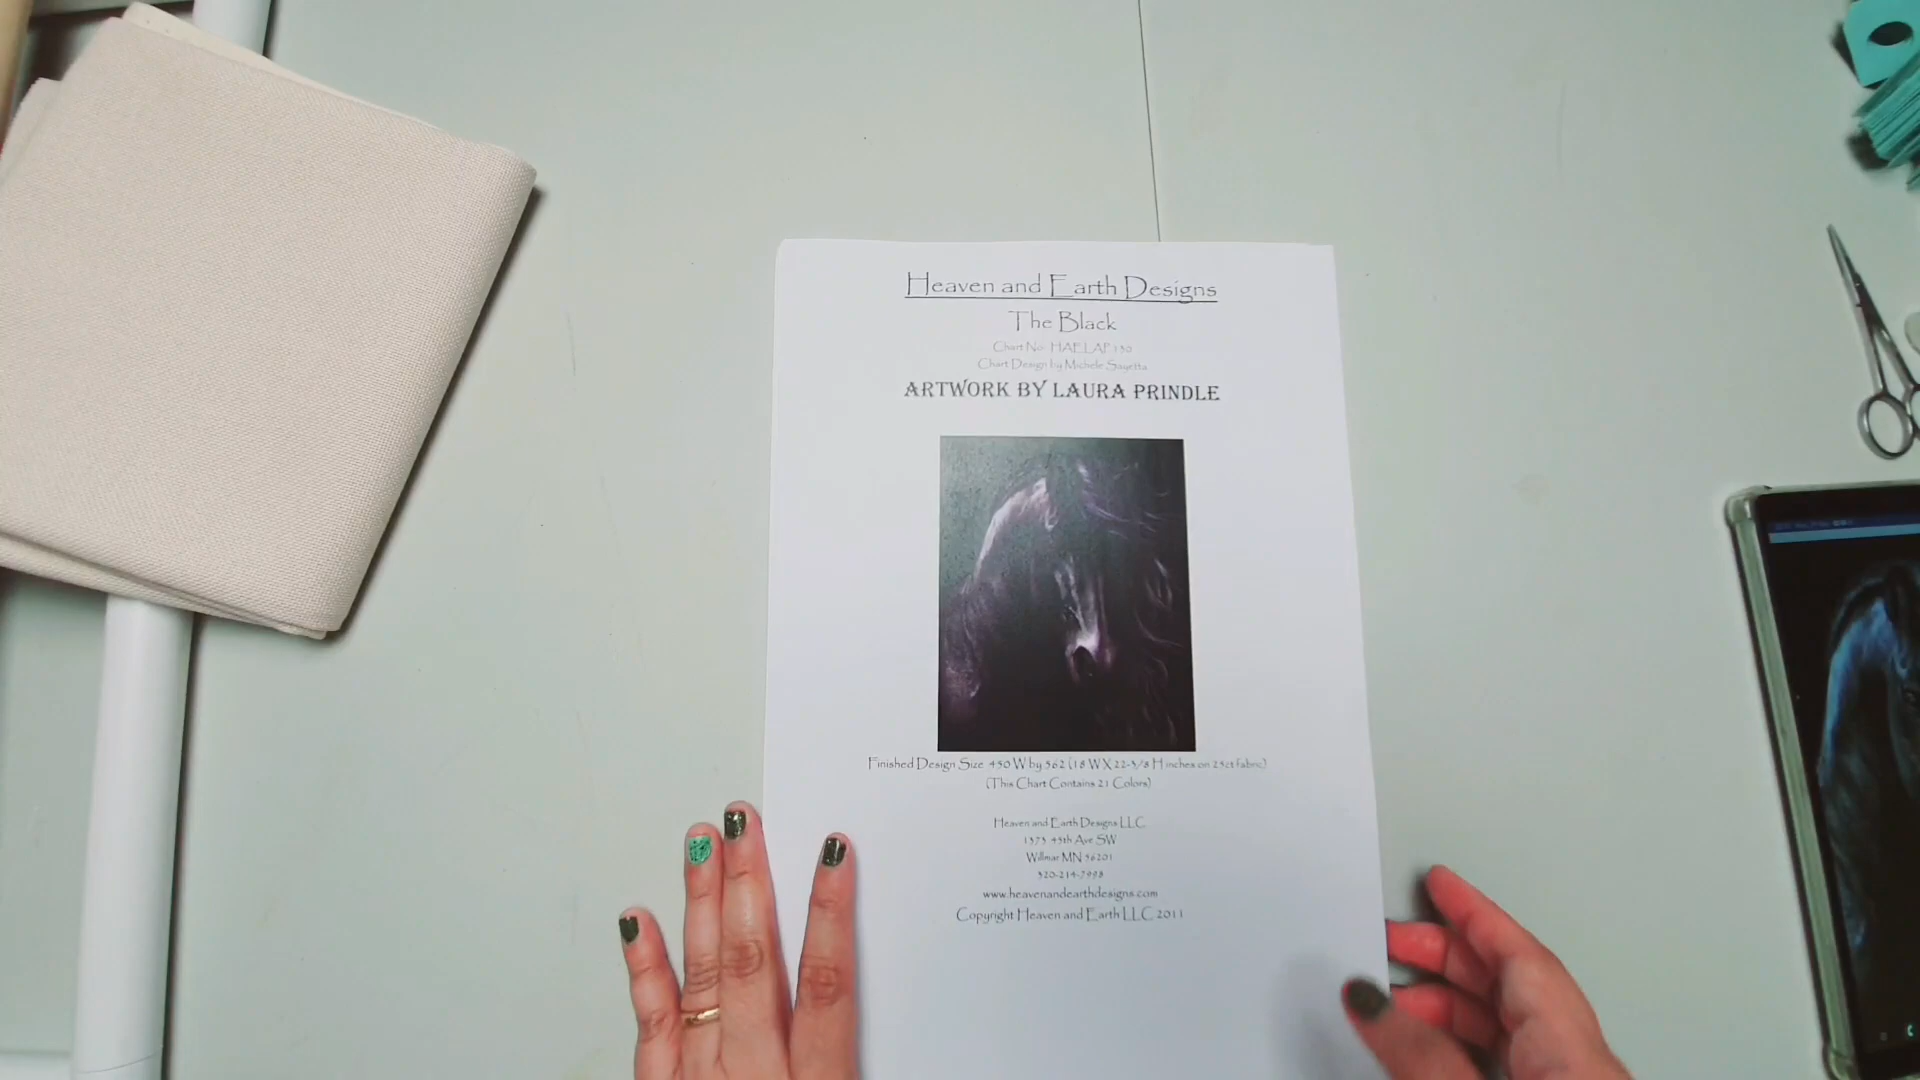 Heaven and Earth Designs
The Black
Chart No: HAELAP 130
Chart Design by Michele Sayetta
ARTWORK BY LAURA PRINDLE
Finished Design Size 450 W by 562 (18 W X 22-3/8 H inches on 25ct fabric)
(This Chart Contains 21 Colors)
Heaven and Earth Designs LLC
1373 45th Ave SW
Willmar MN 56201
320-214-7998
www.heavenandearthdesigns.com
Copyright Heaven and Earth LLC 2011